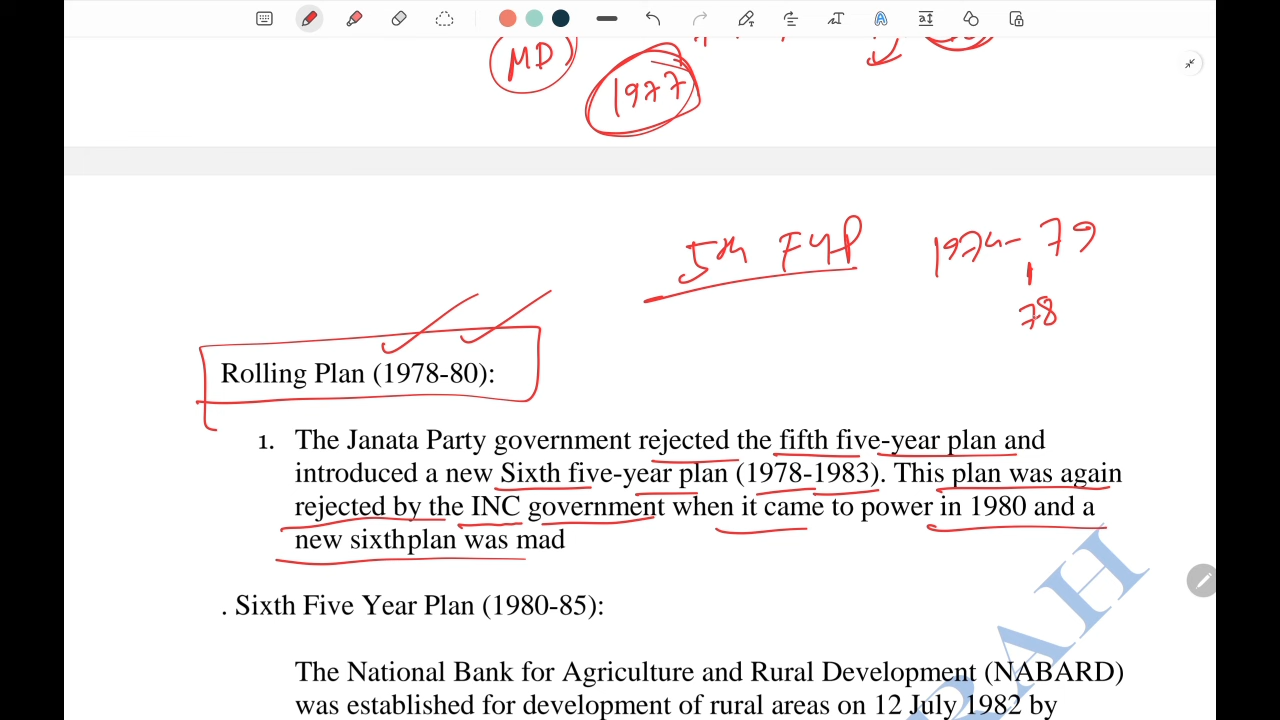 MD
1977
5th FYP 1974-79
78
Rolling Plan (1978-80):
1. The Janata Party government rejected the fifth five-year plan and
introduced a new Sixth five-year plan (1978-1983). This plan was again
rejected by the INC government when it came to power in 1980 and a
new sixthplan was mad
. Sixth Five Year Plan (1980-85):
The National Bank for Agriculture and Rural Development (NABARD)
was established for development of rural areas on 12 July 1982 by